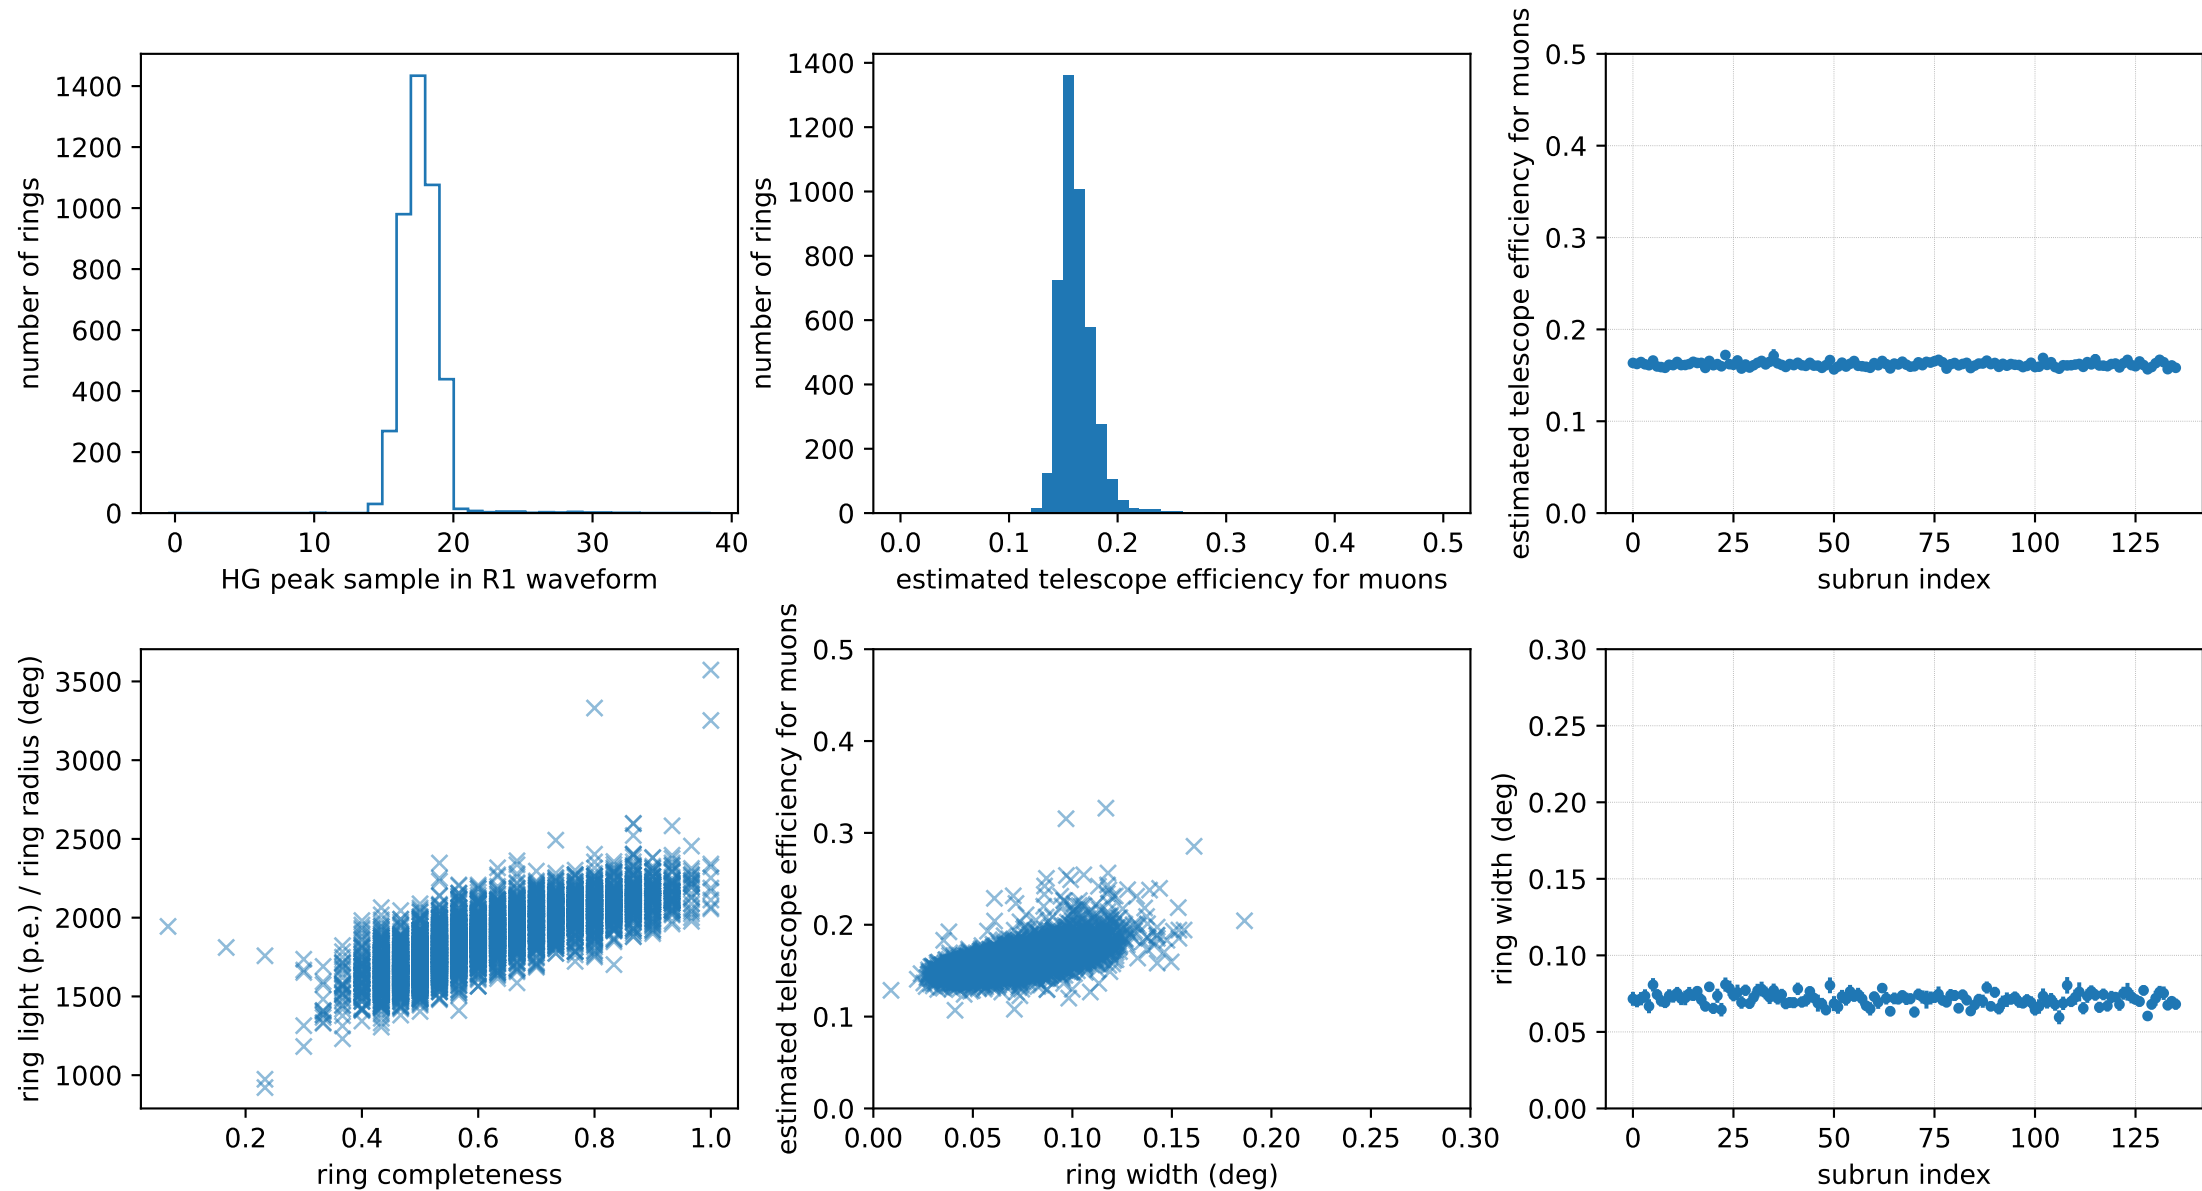 1400
1200
1000
800
600
400
200
0
number of rings
0 10 20 30 40
HG peak sample in R1 waveform
1400
1200
1000
800
600
400
200
0
number of rings
0.0 0.1 0.2 0.3 0.4 0.5
estimated telescope efficiency for muons
0.5
0.4
0.3
0.2
0.1
0.0
estimated telescope efficiency for muons
0 25 50 75 100 125
subrun index
3500
3000
2500
2000
1500
1000
ring light (p.e.) / ring radius (deg)
0.2 0.4 0.6 0.8 1.0
ring completeness
0.5
0.4
0.3
0.2
0.1
0.0
estimated telescope efficiency for muons
0.00 0.05 0.10 0.15 0.20 0.25 0.30
ring width (deg)
0.30
0.25
0.20
0.15
0.10
0.05
0.00
ring width (deg)
0 25 50 75 100 125
subrun index